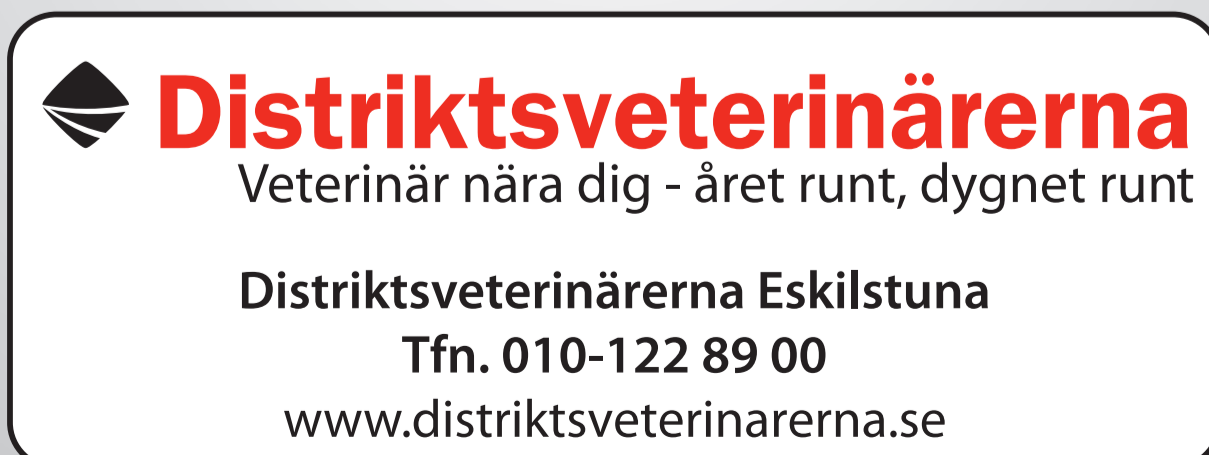 Distriktsveterinärerna
Veterinär nära dig - året runt, dygnet runt
Distriktsveterinärerna Eskilstuna
Tfn. 010-122 89 00
www.distriktsveterinarerna.se